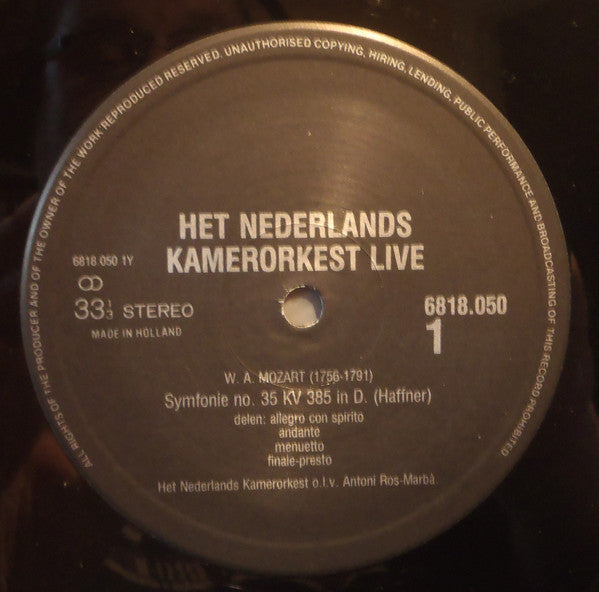 ALL RIGHTS OF THE PRODUCER AND OF THE OWNER OF THE WORK REPRODUCED RESERVED. UNAUTHORISED COPYING, HIRING, LENDING, PUBLIC PERFORMANCE AND BROADCASTING OF THIS RECORD PROHIBITED
HET NEDERLANDS
KAMERORKEST LIVE
6818 050 1Y
33⅓ STEREO
MADE IN HOLLAND
6818.050
1
W. A. MOZART (1756-1791)
Symfonie no. 35 KV 385 in D. (Haffner)
delen: allegro con spirito
andante
menuetto
finale-presto
Het Nederlands Kamerorkest o.l.v. Antoni Ros-Marbà.